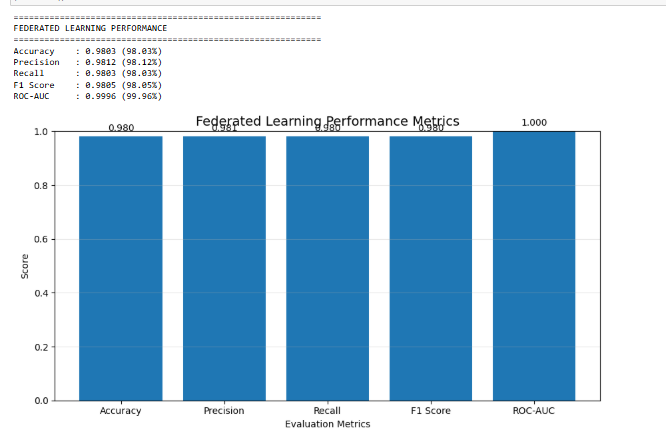 ============================================================
FEDERATED LEARNING PERFORMANCE
============================================================
Accuracy    : 0.9803 (98.03%)
Precision   : 0.9812 (98.12%)
Recall      : 0.9803 (98.03%)
F1 Score    : 0.9805 (98.05%)
ROC-AUC     : 0.9996 (99.96%)
Federated Learning Performance Metrics
0.980 0.981 0.980 0.980 1.000
1.0
0.8
0.6
0.4
0.2
0.0
Score
Accuracy Precision Recall F1 Score ROC-AUC
Evaluation Metrics